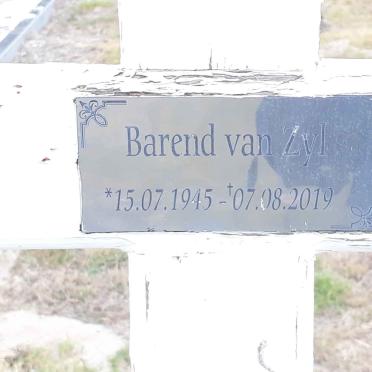 Barend van Zyl
*15.07.1945 - †07.08.2019